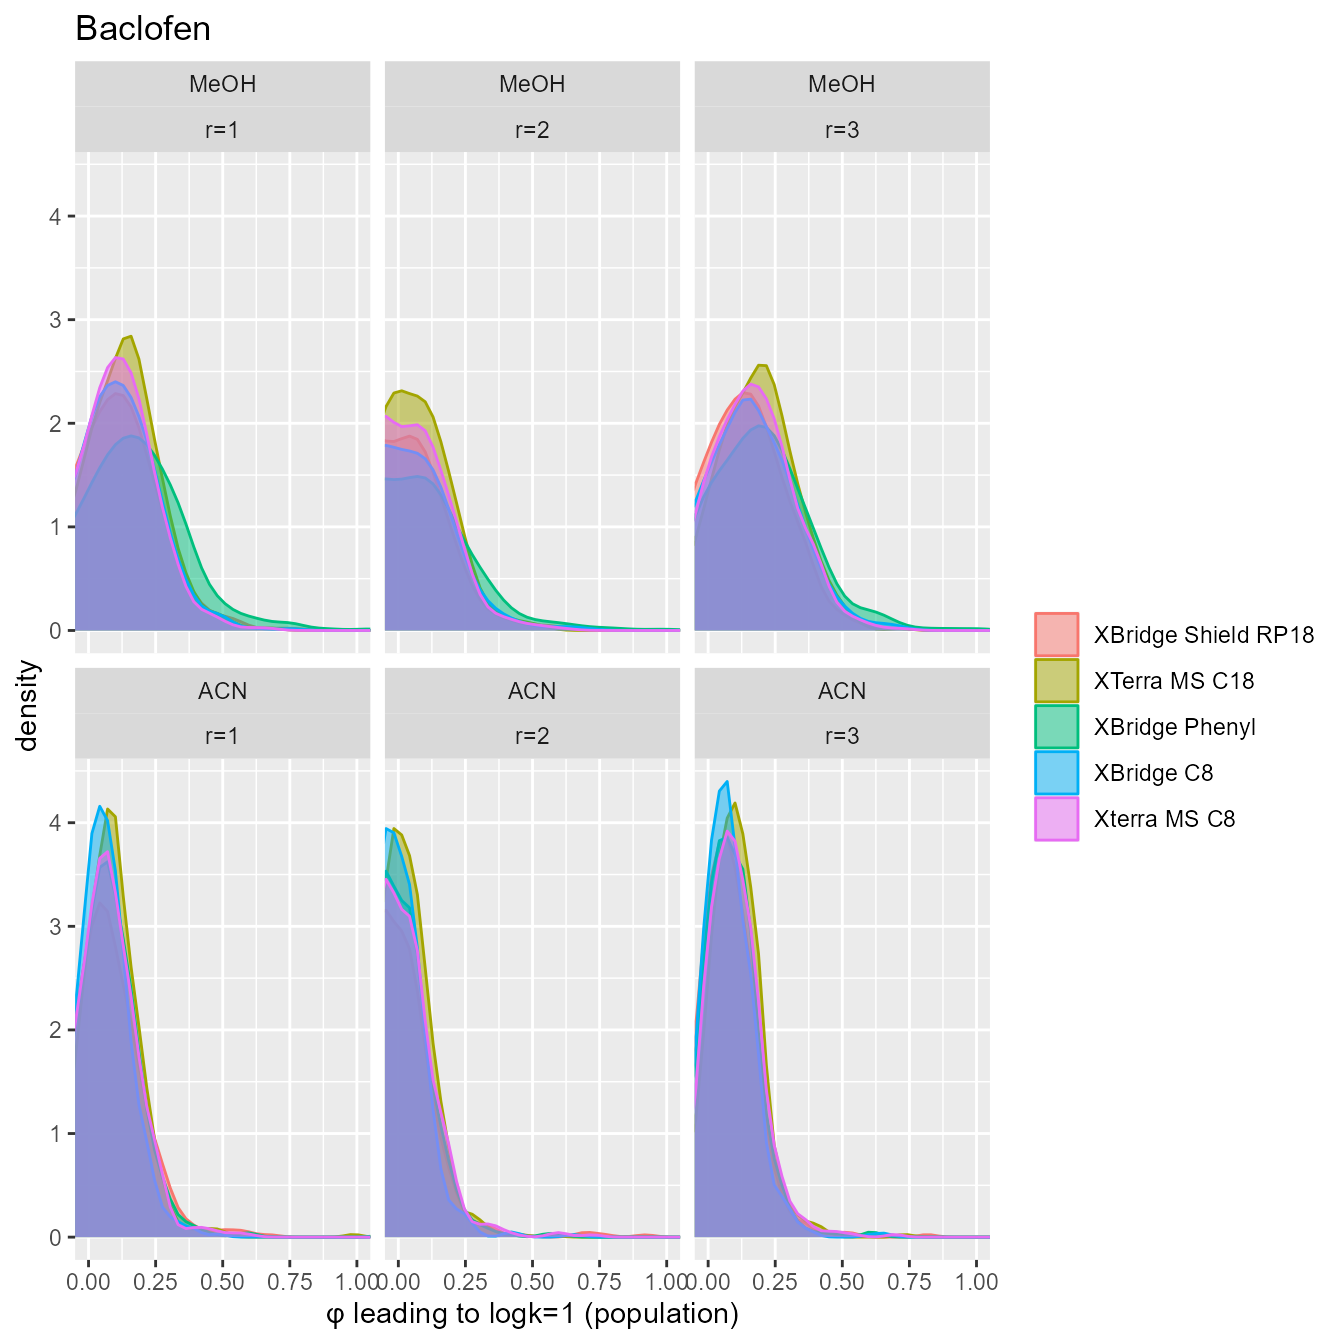 Baclofen
MeOH MeOH MeOH
r=1 r=2 r=3
4
3
2
1
0
density
ACN ACN ACN
r=1 r=2 r=3
4
3
2
1
0
0.00 0.25 0.50 0.75 1.00 0.00 0.25 0.50 0.75 1.00 0.00 0.25 0.50 0.75 1.00
φ leading to logk=1 (population)
XBridge Shield RP18
XTerra MS C18
XBridge Phenyl
XBridge C8
Xterra MS C8